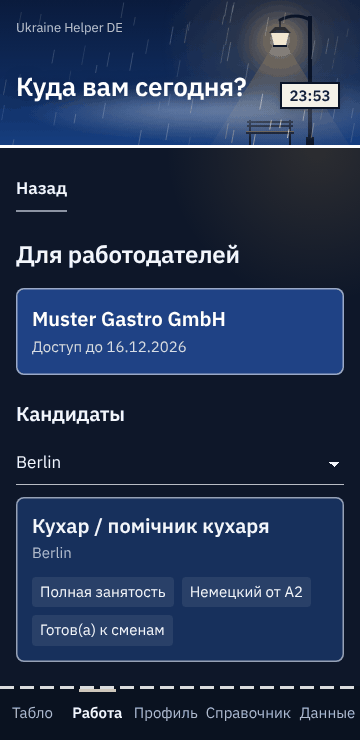 Ukraine Helper DE
Куда вам сегодня?
23:53
Назад
Для работодателей
Muster Gastro GmbH
Доступ до 16.12.2026
Кандидаты
Berlin
Кухар / помічник кухаря
Berlin
Полная занятость
Немецкий от A2
Готов(а) к сменам
Табло
Работа
Профиль
Справочник
Данные